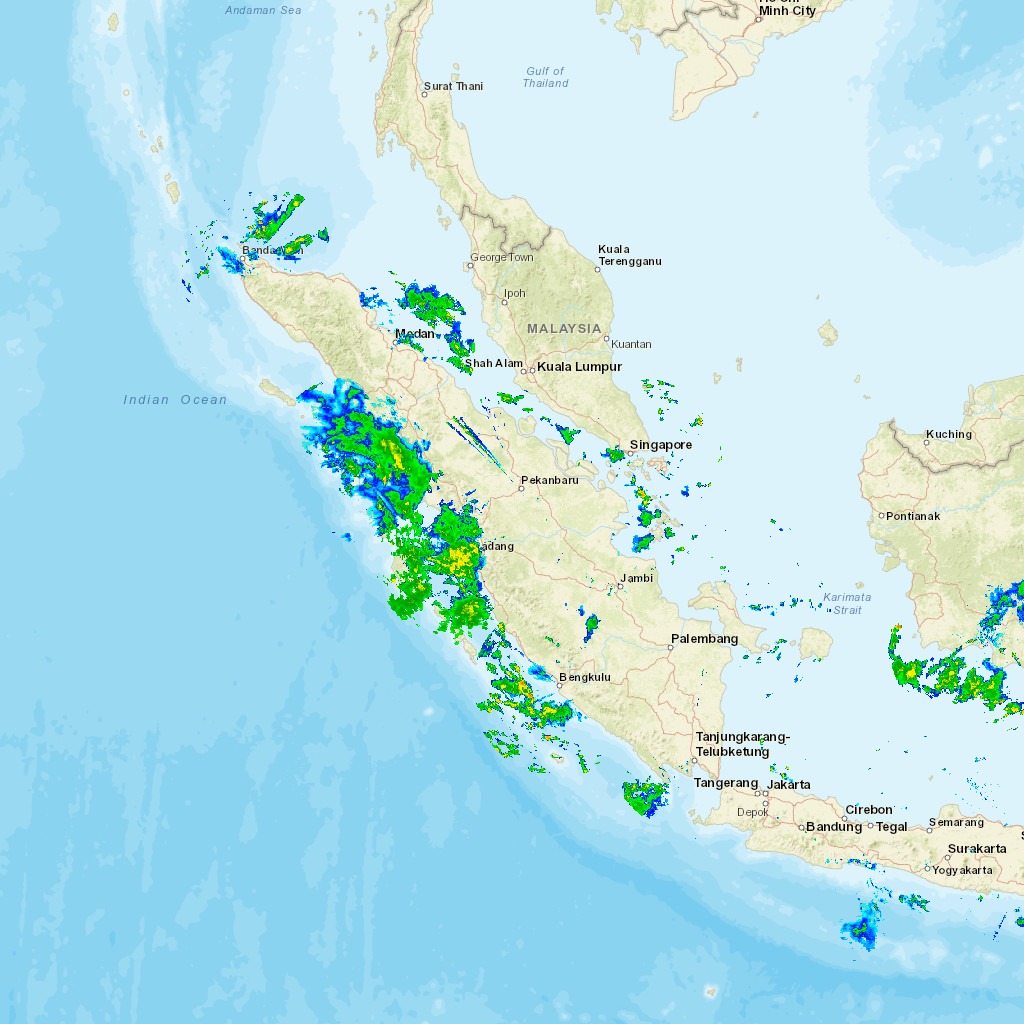 Andaman Sea
Minh City
Gulf of
Thailand
Surat Thani
Kuala
Terengganu
George Town
Ipoh
MALAYSIA
Kuantan
Medan
Shah Alam
Kuala Lumpur
Indian Ocean
Singapore
Kuching
Pekanbaru
Pontianak
Jambi
Karimata
Strait
Palembang
Bengkulu
Tanjungkarang-
Telubketung
Tangerang
Jakarta
Depok
Cirebon
Bandung
Tegal
Semarang
Surakarta
Yogyakarta